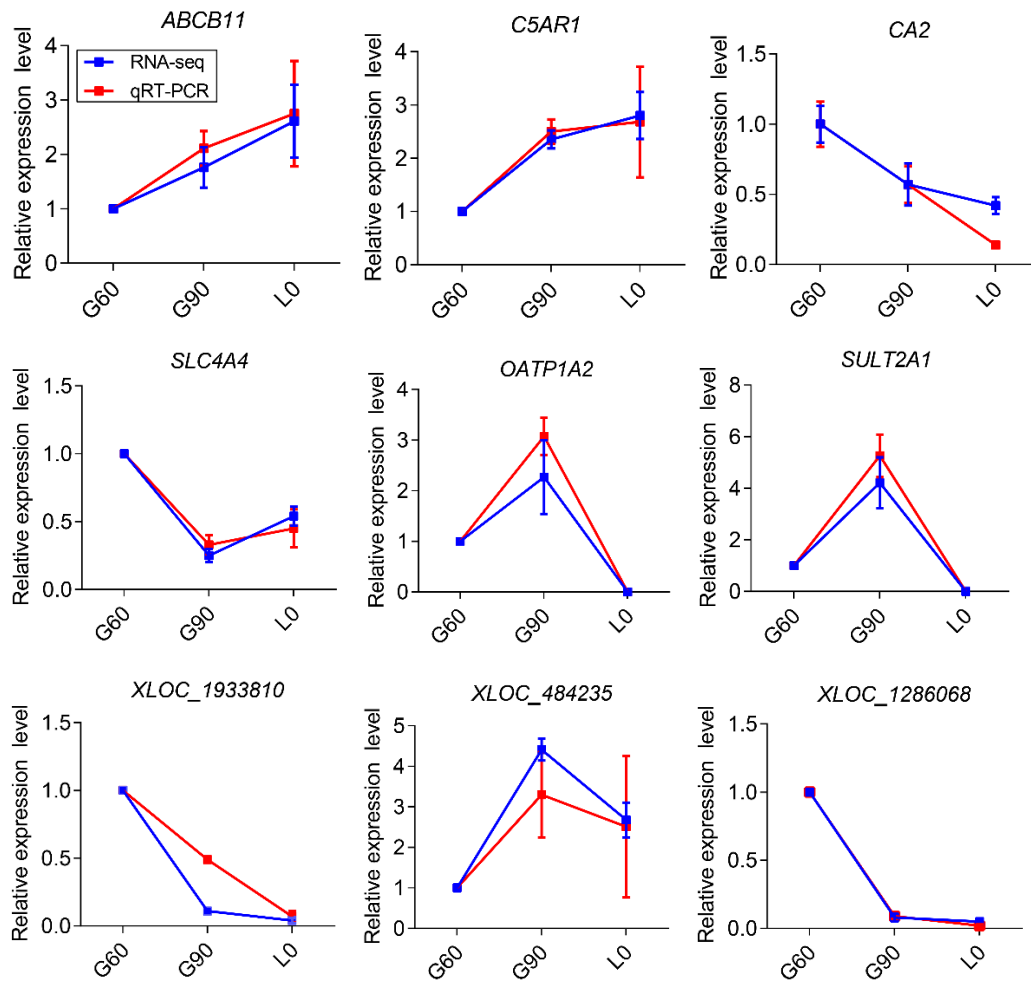 ABCB11
Relative expression level
4
3
2
1
0
RNA-seq
qRT-PCR
G60
G90
L0
C5AR1
Relative expression level
4
3
2
1
0
G60
G90
L0
CA2
Relative expression level
1.5
1.0
0.5
0.0
G60
G90
L0
SLC4A4
Relative expression level
1.5
1.0
0.5
0.0
G60
G90
L0
OATP1A2
Relative expression level
4
3
2
1
0
G60
G90
L0
SULT2A1
Relative expression level
8
6
4
2
0
G60
G90
L0
XLOC_1933810
Relative expression level
1.5
1.0
0.5
0.0
G60
G90
L0
XLOC_484235
Relative expression level
5
4
3
2
1
0
G60
G90
L0
XLOC_1286068
Relative expression level
1.5
1.0
0.5
0.0
G60
G90
L0